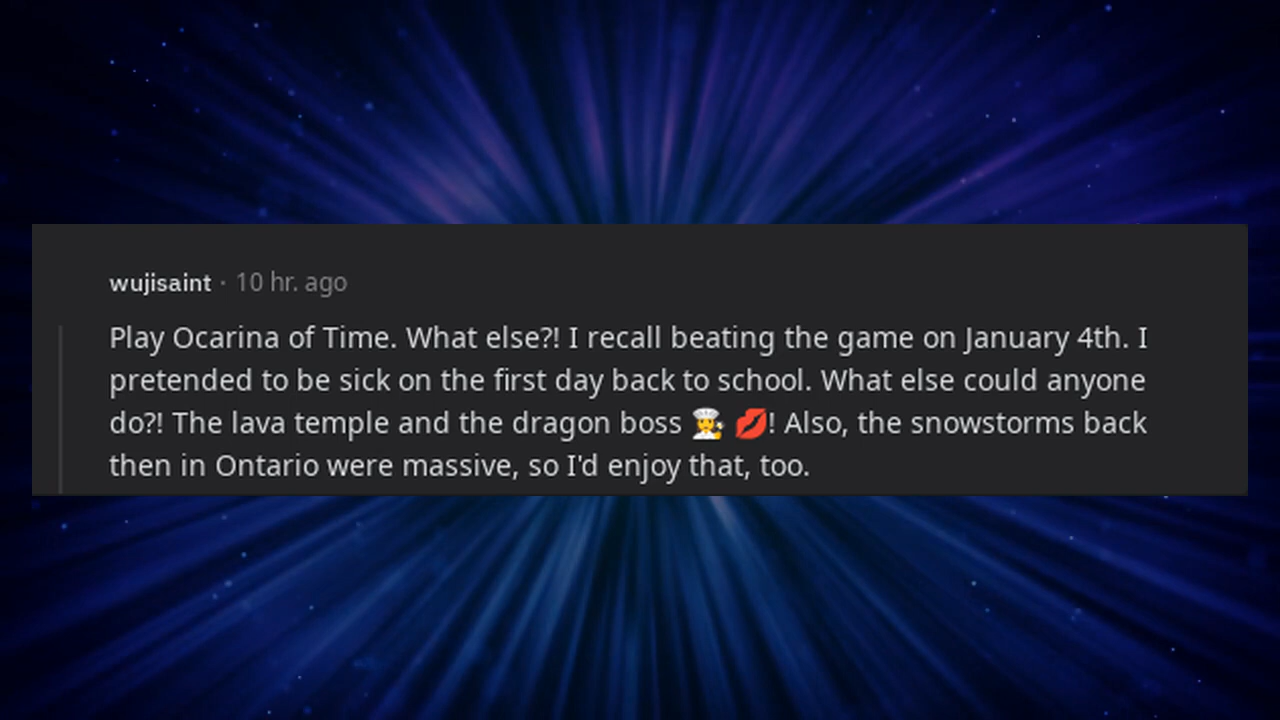 wujisaint · 10 hr. ago
Play Ocarina of Time. What else?! I recall beating the game on January 4th. I
pretended to be sick on the first day back to school. What else could anyone
do?! The lava temple and the dragon boss 👨‍🍳 💋! Also, the snowstorms back
then in Ontario were massive, so I'd enjoy that, too.